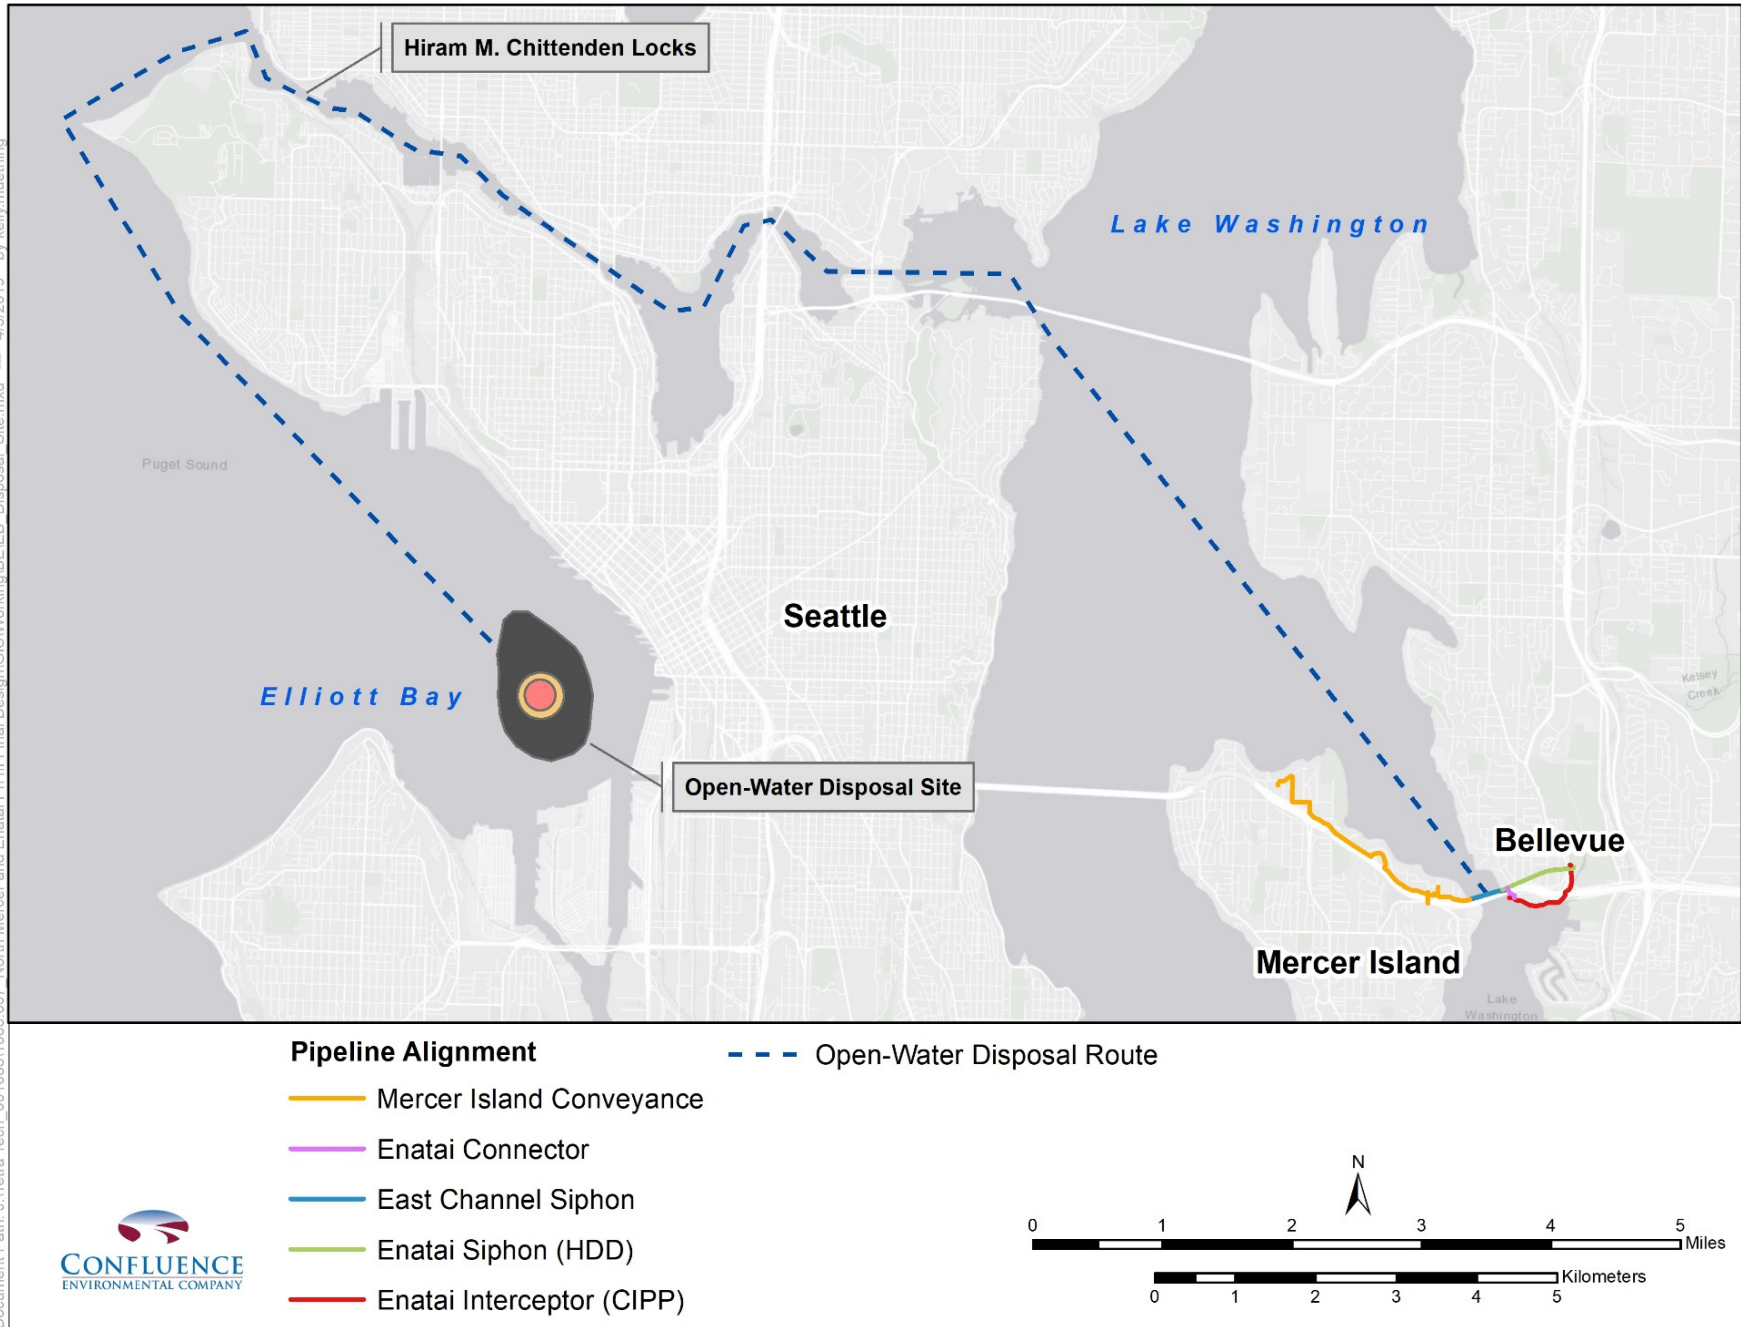 Hiram M. Chittenden Locks
Lake Washington
Puget Sound
Seattle
Kelsey
Creek
Elliott Bay
Open-Water Disposal Site
Bellevue
Mercer Island
Lake
Washington
Pipeline Alignment
Open-Water Disposal Route
Mercer Island Conveyance
Enatai Connector
East Channel Siphon
Enatai Siphon (HDD)
Enatai Interceptor (CIPP)
N
0 1 2 3 4 5
Miles
Kilometers
0 1 2 3 4 5
CONFLUENCE
ENVIRONMENTAL COMPANY